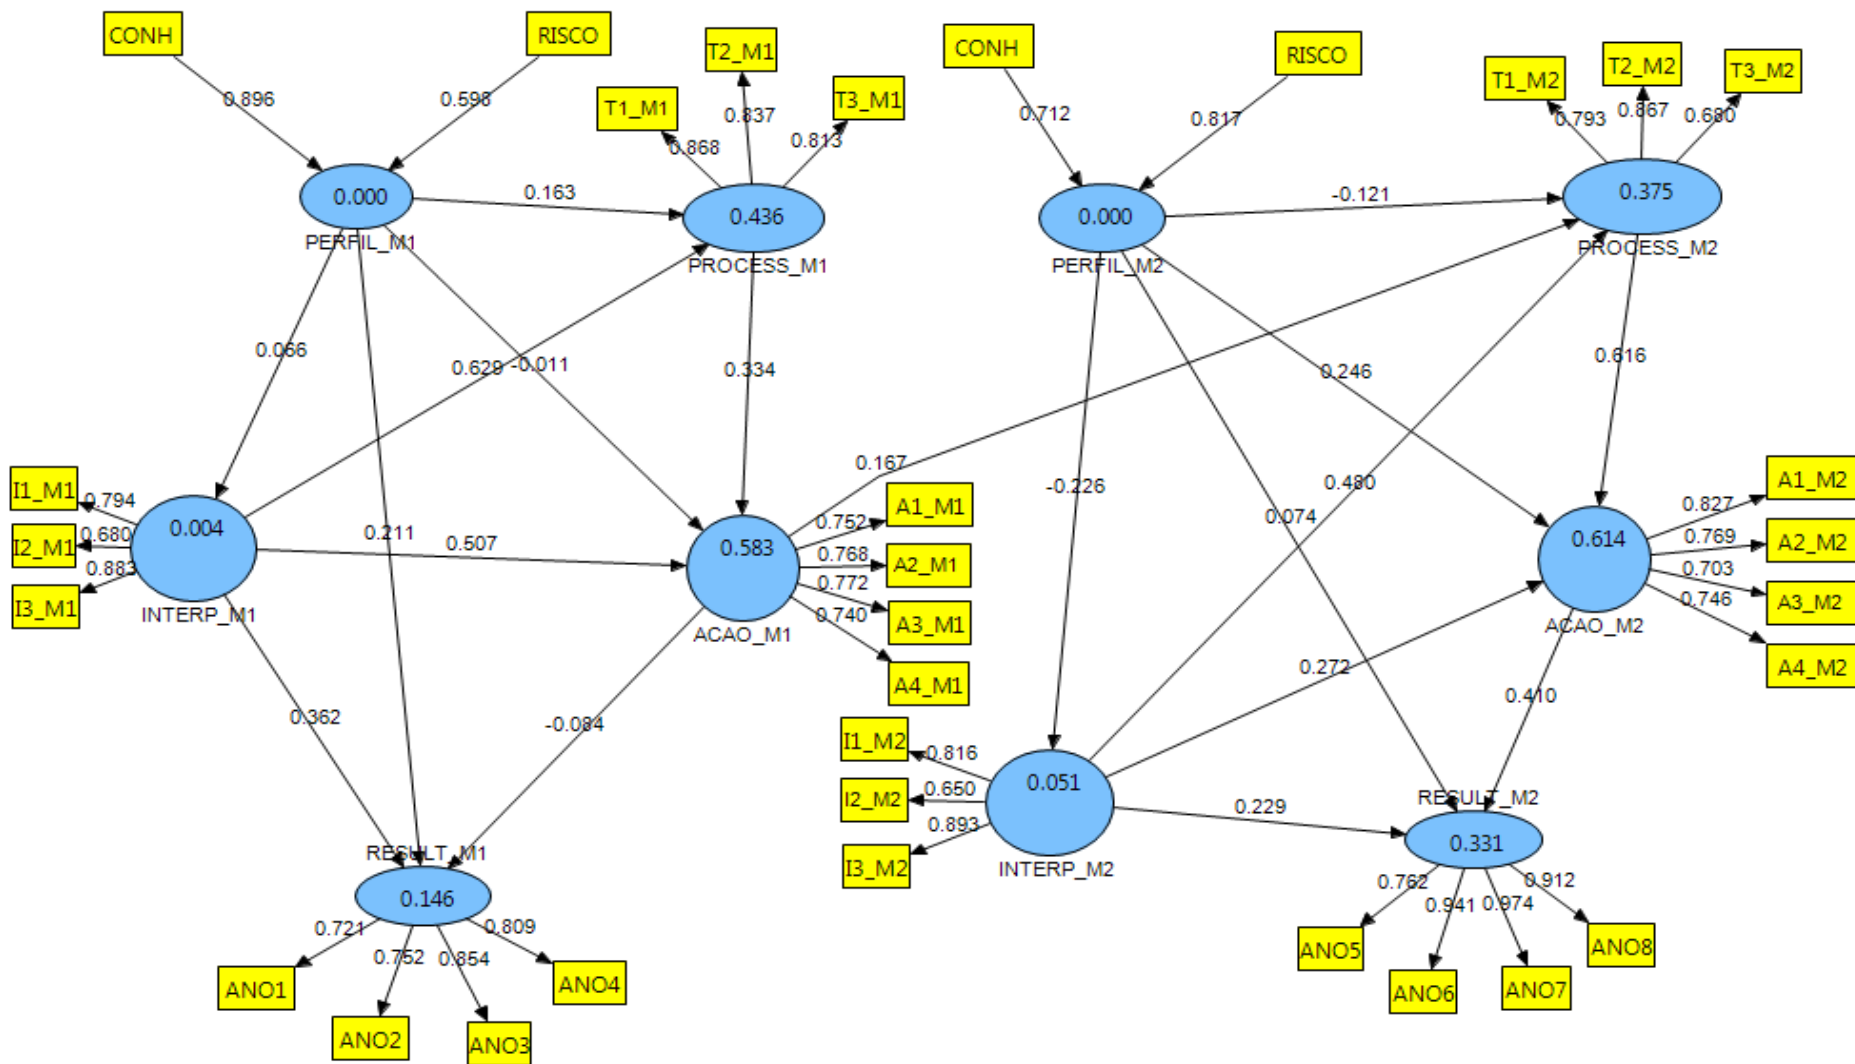 CONH
RISCO
T2_M1
T1_M1
T3_M1
0.896
0.598
0.868
0.837
0.813
0.000
PERFIL_M1
0.163
0.436
PROCESS_M1
0.066
0.629
-0.011
0.334
I1_M1
I2_M1
I3_M1
0.794
0.680
0.883
0.004
INTERP_M1
0.211
0.507
0.583
ACAO_M1
0.752
0.768
0.772
0.740
A1_M1
A2_M1
A3_M1
A4_M1
0.362
-0.084
RESULT_M1
0.146
0.721
0.752
0.854
0.809
ANO1
ANO2
ANO3
ANO4
CONH
RISCO
T1_M2
T2_M2
T3_M2
0.712
0.817
0.793
0.867
0.680
0.000
PERFIL_M2
-0.121
0.375
PROCESS_M2
0.167
-0.226
0.480
0.074
0.246
0.616
0.614
ACAO_M2
0.827
0.769
0.703
0.746
A1_M2
A2_M2
A3_M2
A4_M2
0.272
0.410
I1_M2
I2_M2
I3_M2
0.816
0.650
0.893
0.051
INTERP_M2
0.229
RESULT_M2
0.331
0.762
0.941
0.974
0.912
ANO5
ANO6
ANO7
ANO8